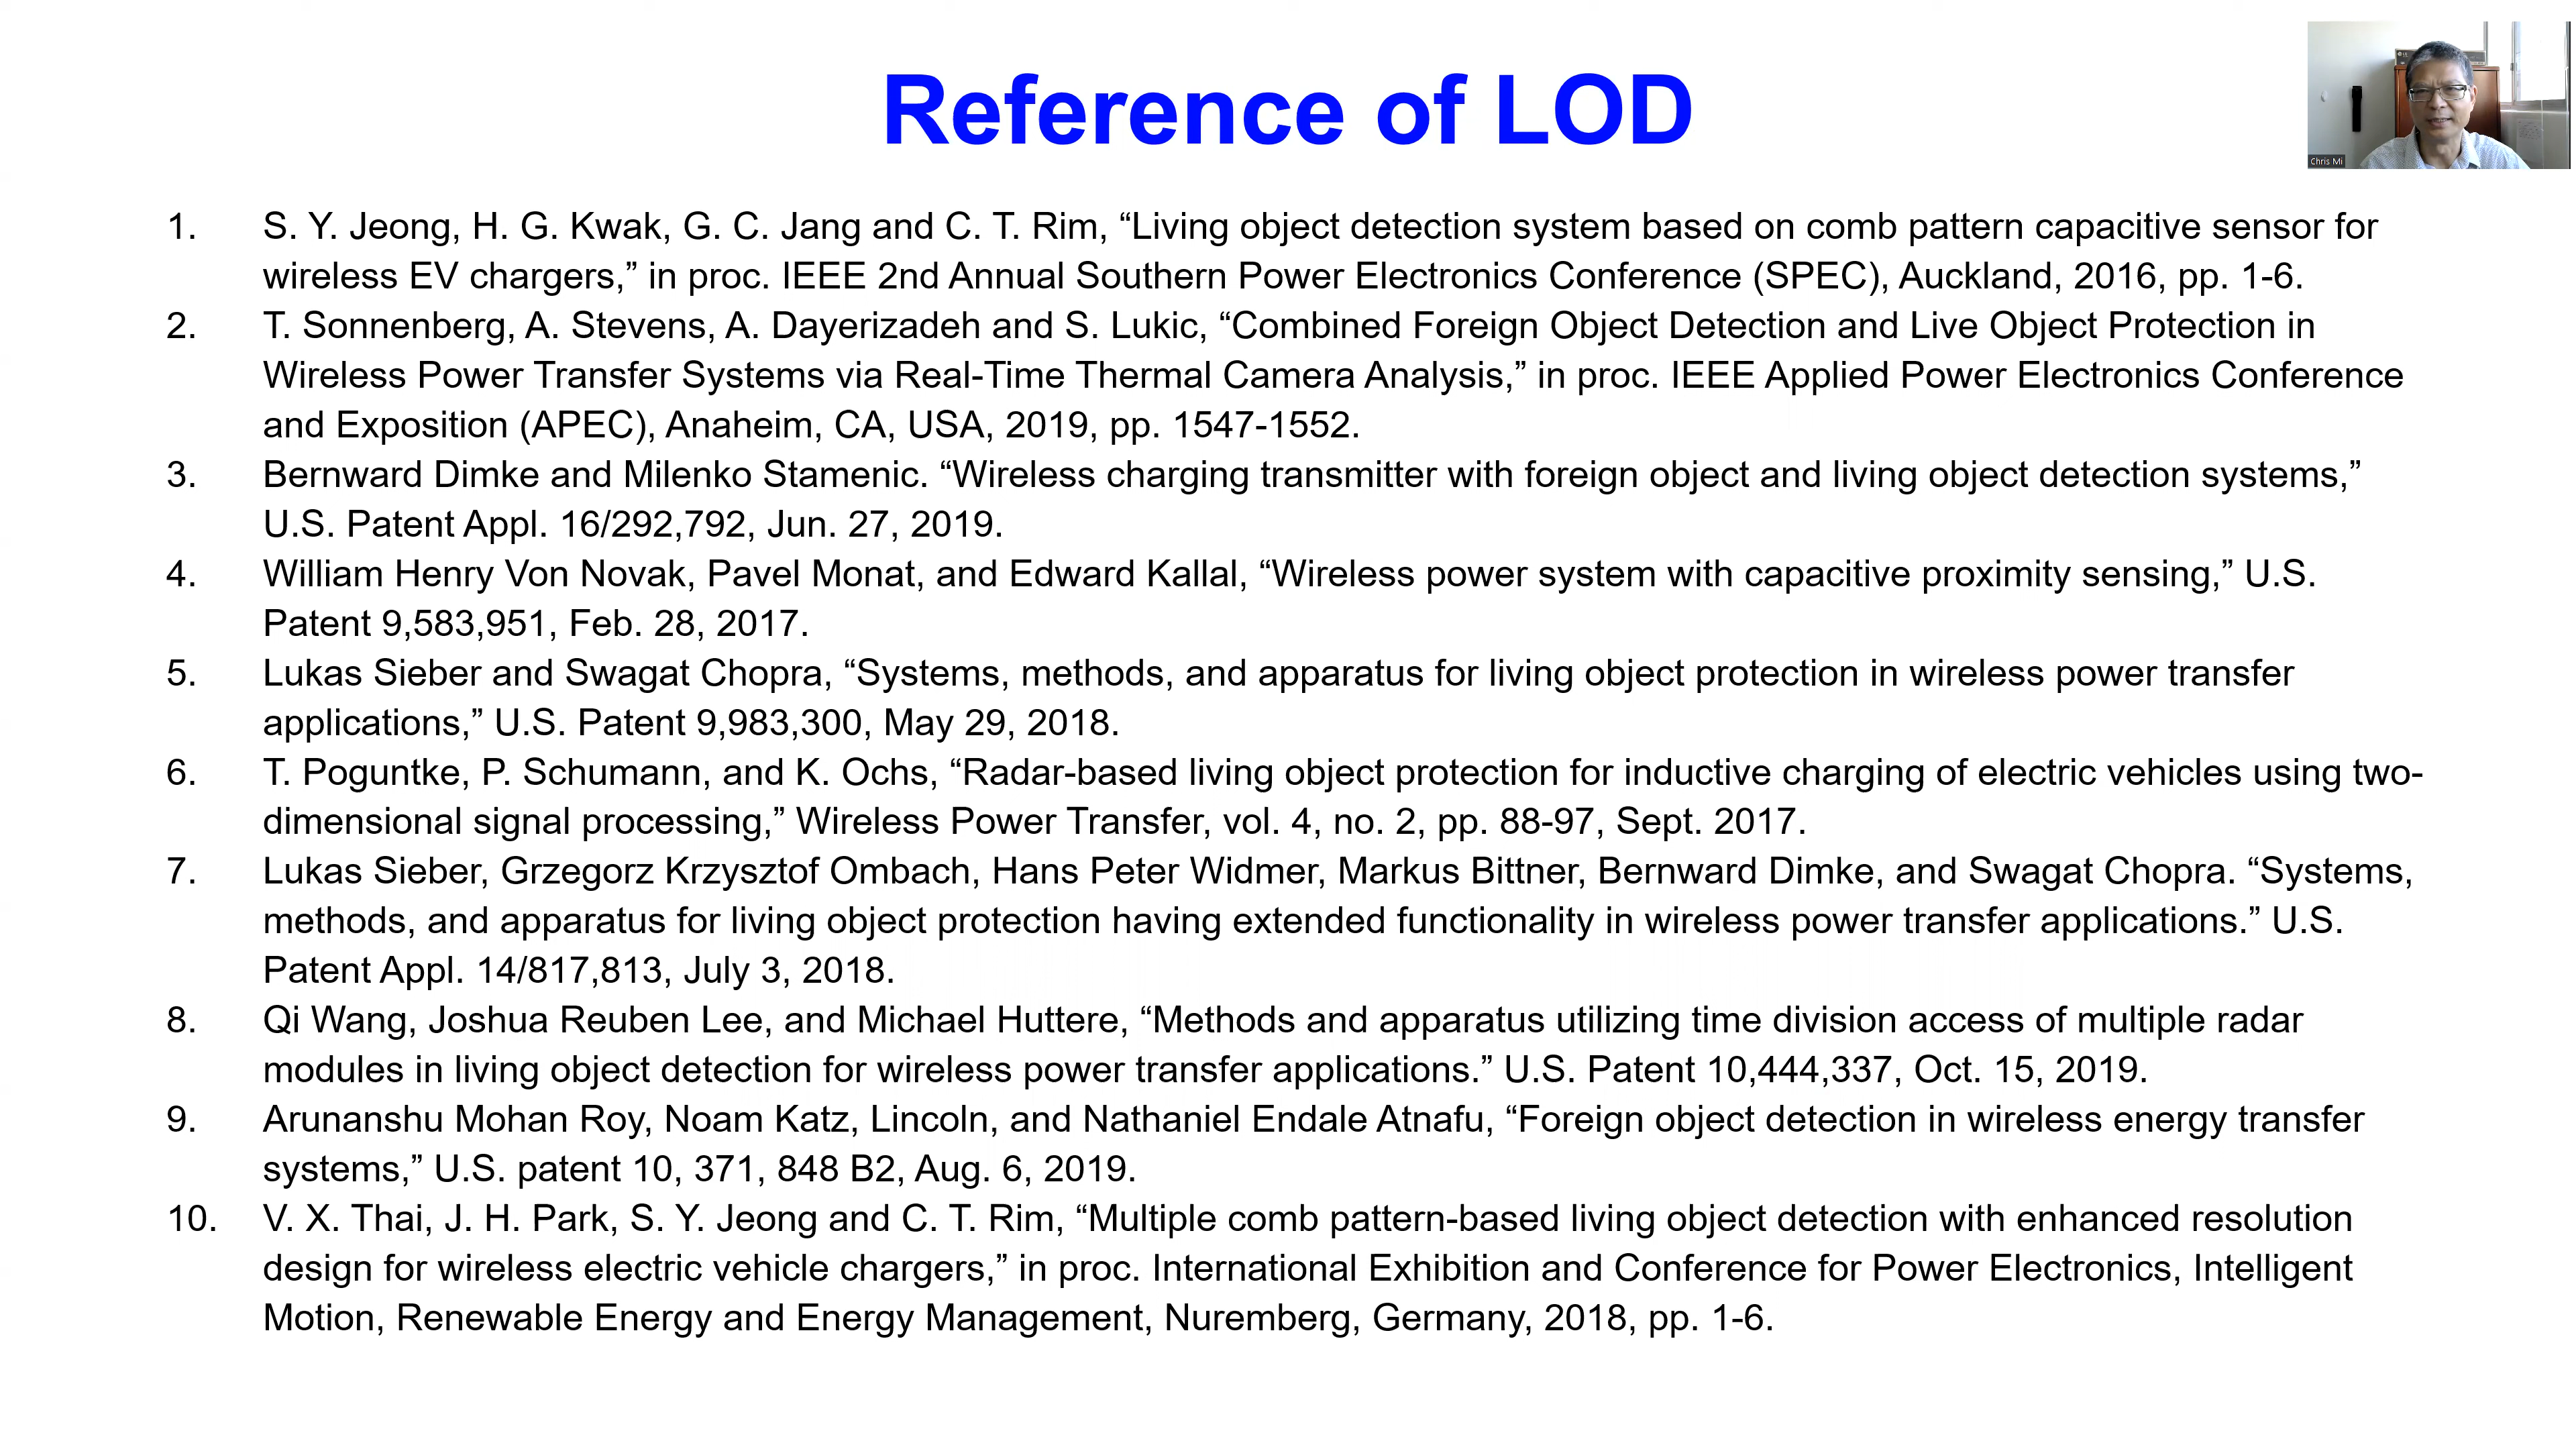 Reference of LOD
Chris Mi
1. S. Y. Jeong, H. G. Kwak, G. C. Jang and C. T. Rim, “Living object detection system based on comb pattern capacitive sensor for
wireless EV chargers,” in proc. IEEE 2nd Annual Southern Power Electronics Conference (SPEC), Auckland, 2016, pp. 1-6.
2. T. Sonnenberg, A. Stevens, A. Dayerizadeh and S. Lukic, “Combined Foreign Object Detection and Live Object Protection in
Wireless Power Transfer Systems via Real-Time Thermal Camera Analysis,” in proc. IEEE Applied Power Electronics Conference
and Exposition (APEC), Anaheim, CA, USA, 2019, pp. 1547-1552.
3. Bernward Dimke and Milenko Stamenic. “Wireless charging transmitter with foreign object and living object detection systems,”
U.S. Patent Appl. 16/292,792, Jun. 27, 2019.
4. William Henry Von Novak, Pavel Monat, and Edward Kallal, “Wireless power system with capacitive proximity sensing,” U.S.
Patent 9,583,951, Feb. 28, 2017.
5. Lukas Sieber and Swagat Chopra, “Systems, methods, and apparatus for living object protection in wireless power transfer
applications,” U.S. Patent 9,983,300, May 29, 2018.
6. T. Poguntke, P. Schumann, and K. Ochs, “Radar-based living object protection for inductive charging of electric vehicles using two-
dimensional signal processing,” Wireless Power Transfer, vol. 4, no. 2, pp. 88-97, Sept. 2017.
7. Lukas Sieber, Grzegorz Krzysztof Ombach, Hans Peter Widmer, Markus Bittner, Bernward Dimke, and Swagat Chopra. “Systems,
methods, and apparatus for living object protection having extended functionality in wireless power transfer applications.” U.S.
Patent Appl. 14/817,813, July 3, 2018.
8. Qi Wang, Joshua Reuben Lee, and Michael Huttere, “Methods and apparatus utilizing time division access of multiple radar
modules in living object detection for wireless power transfer applications.” U.S. Patent 10,444,337, Oct. 15, 2019.
9. Arunanshu Mohan Roy, Noam Katz, Lincoln, and Nathaniel Endale Atnafu, “Foreign object detection in wireless energy transfer
systems,” U.S. patent 10, 371, 848 B2, Aug. 6, 2019.
10. V. X. Thai, J. H. Park, S. Y. Jeong and C. T. Rim, “Multiple comb pattern-based living object detection with enhanced resolution
design for wireless electric vehicle chargers,” in proc. International Exhibition and Conference for Power Electronics, Intelligent
Motion, Renewable Energy and Energy Management, Nuremberg, Germany, 2018, pp. 1-6.